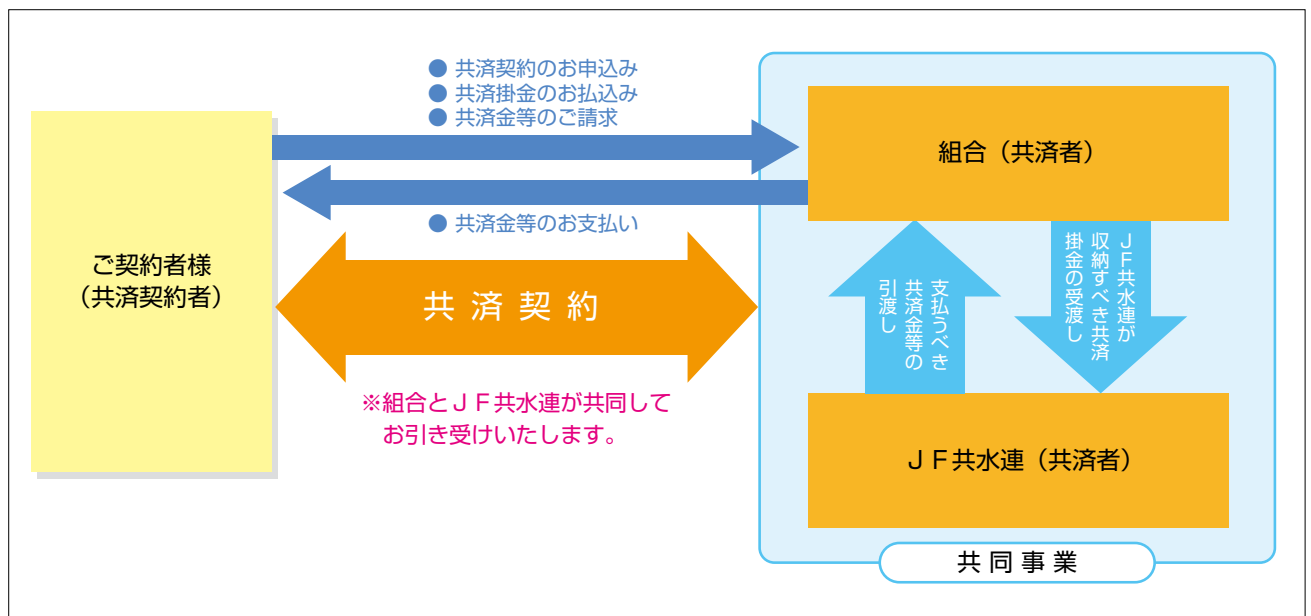 ● 共済契約のお申込み
● 共済掛金のお払込み
● 共済金等のご請求
● 共済金等のお支払い
ご契約者様
（共済契約者）
共済契約
※組合とＪＦ共水連が共同して
お引き受けいたします。
組合（共済者）
支払うべき
共済金等の
引渡し
ＪＦ共水連が
収納すべき共済
掛金の受渡し
ＪＦ共水連（共済者）
共同事業